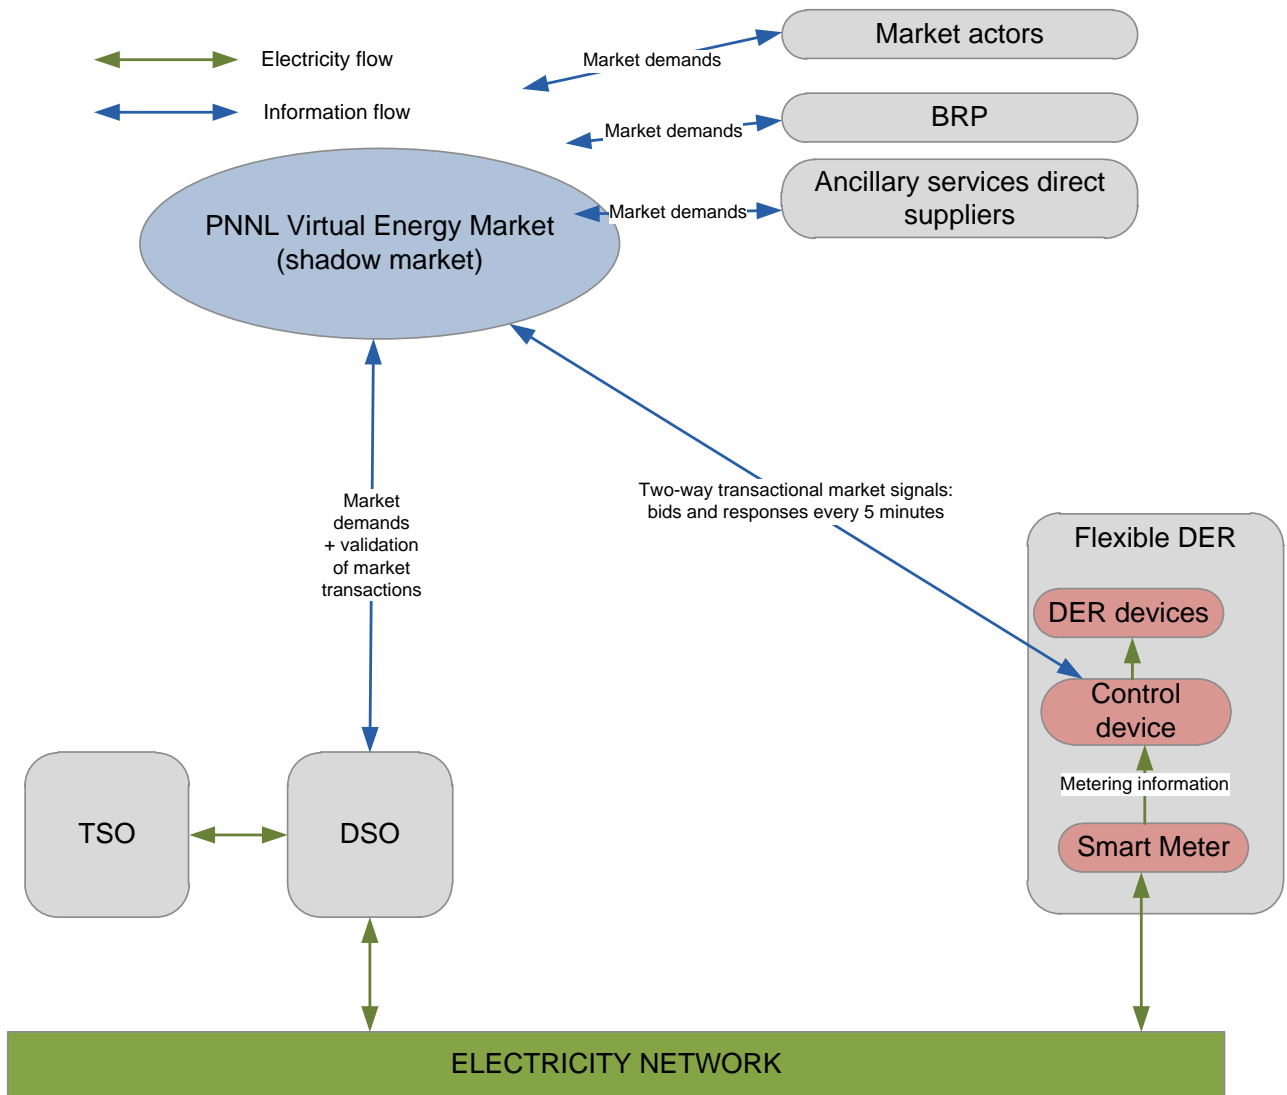 Electricity flow
Information flow
Market demands
Market actors
Market demands
BRP
Market demands
Ancillary services direct
suppliers
PNNL Virtual Energy Market
(shadow market)
Market
demands
+ validation
of market
transactions
Two-way transactional market signals:
bids and responses every 5 minutes
Flexible DER
DER devices
Control
device
Metering information
Smart Meter
TSO
DSO
ELECTRICITY NETWORK